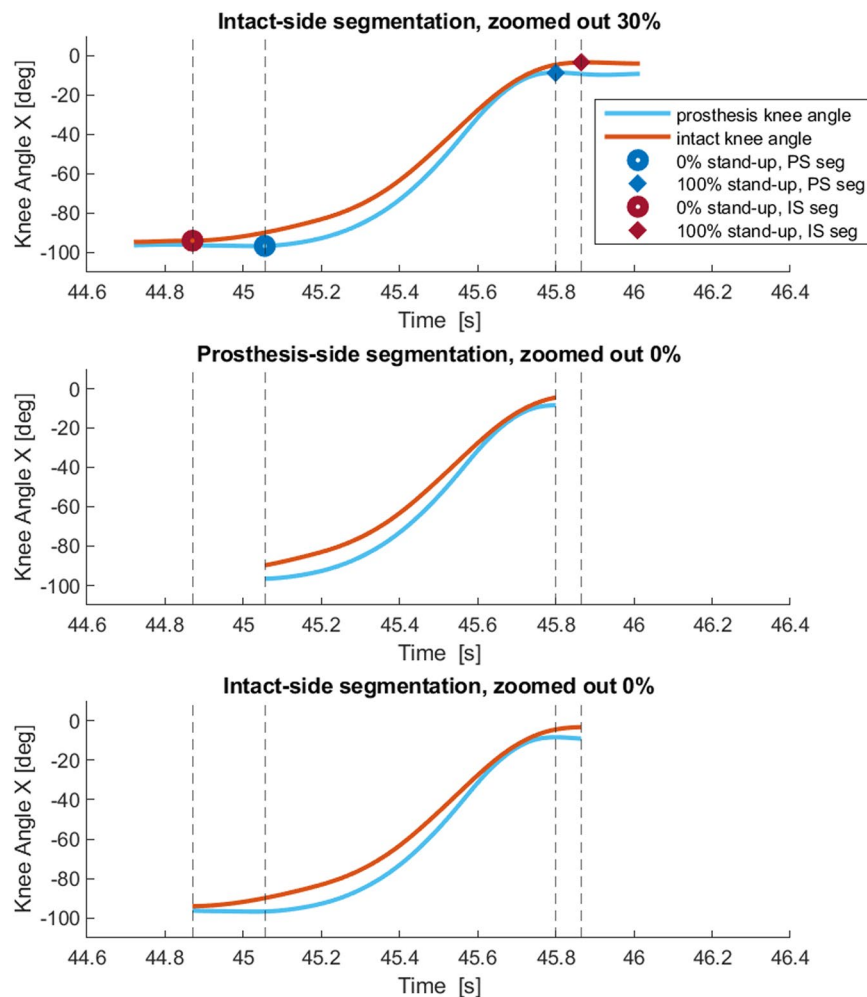 Intact-side segmentation, zoomed out 30%
0
-20
-40
-60
-80
-100
Knee Angle X [deg]
prosthesis knee angle
intact knee angle
0% stand-up, PS seg
100% stand-up, PS seg
0% stand-up, IS seg
100% stand-up, IS seg
44.6 44.8 45 45.2 45.4 45.6 45.8 46 46.2 46.4
Time [s]
Prosthesis-side segmentation, zoomed out 0%
0
-20
-40
-60
-80
-100
Knee Angle X [deg]
44.6 44.8 45 45.2 45.4 45.6 45.8 46 46.2 46.4
Time [s]
Intact-side segmentation, zoomed out 0%
0
-20
-40
-60
-80
-100
Knee Angle X [deg]
44.6 44.8 45 45.2 45.4 45.6 45.8 46 46.2 46.4
Time [s]